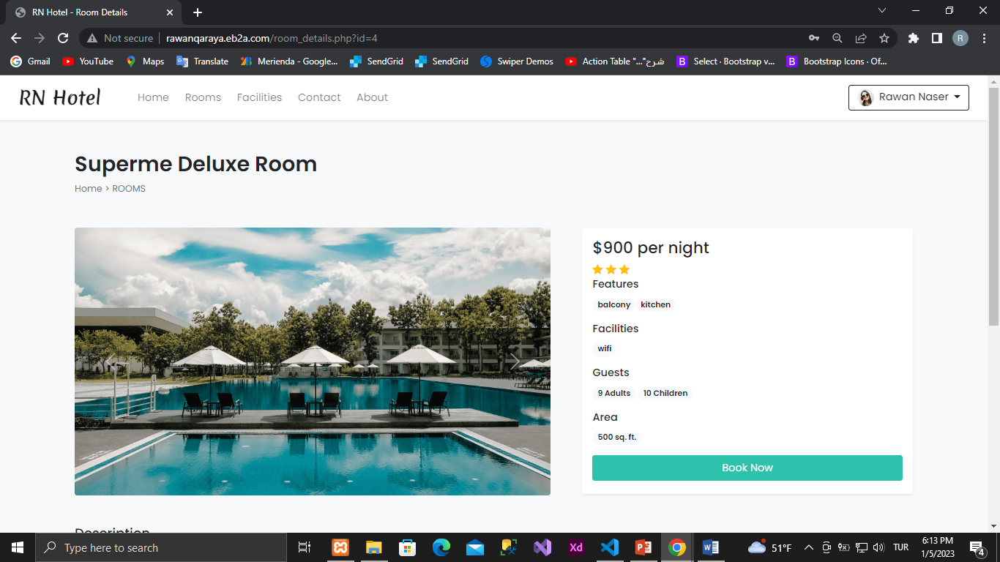 RN Hotel - Room Details
Not secure rawanqaraya.eb2a.com/room_details.php?id=4 R
Gmail YouTube Maps Translate Merienda - Google... SendGrid SendGrid Swiper Demos Action Table "..."شرح B Select · Bootstrap v... B Bootstrap Icons · Of...
RN Hotel Home Rooms Facilities Contact About Rawan Naser
Superme Deluxe Room
Home > ROOMS
$900 per night
Features
balcony kitchen
Facilities
wifi
Guests
9 Adults 10 Children
Area
500 sq. ft.
Book Now
Description
Type here to search Xd 51°F TUR 6:13 PM 1/5/2023 4